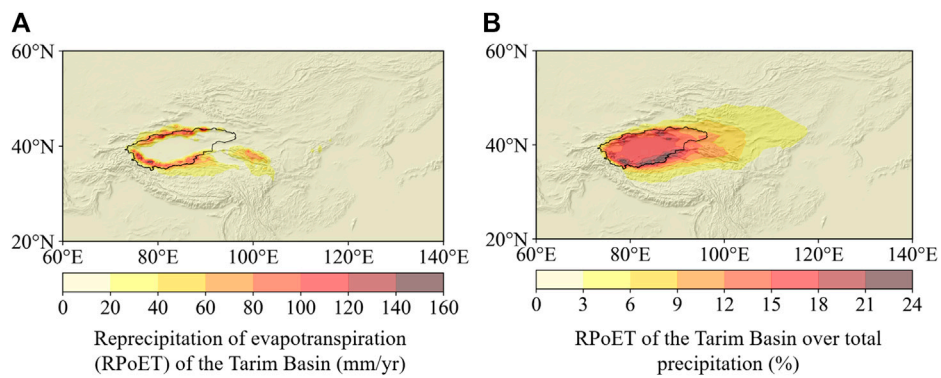 A
B
60°N
40°N
20°N
60°E 80°E 100°E 120°E 140°E
0 20 40 60 80 100 120 140 160
Reprecipitation of evapotranspiration
(RPoET) of the Tarim Basin (mm/yr)
60°N
40°N
20°N
60°E 80°E 100°E 120°E 140°E
0 3 6 9 12 15 18 21 24
RPoET of the Tarim Basin over total
precipitation (%)